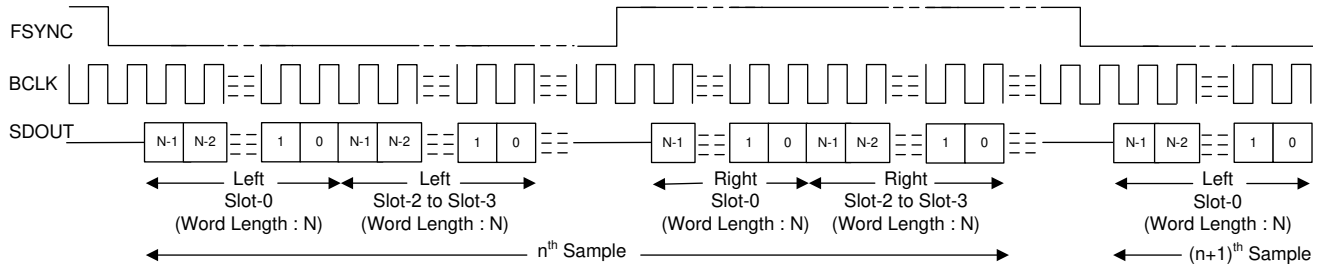 FSYNC
BCLK
SDOUT
N-1 N-2 1 0 N-1 N-2 1 0 N-1 1 0 N-1 N-2 1 0 N-1 N-2 1 0
Left Left Right Right Left
Slot-0 Slot-2 to Slot-3 Slot-0 Slot-2 to Slot-3 Slot-0
(Word Length : N) (Word Length : N) (Word Length : N) (Word Length : N) (Word Length : N)
nth Sample (n+1)th Sample